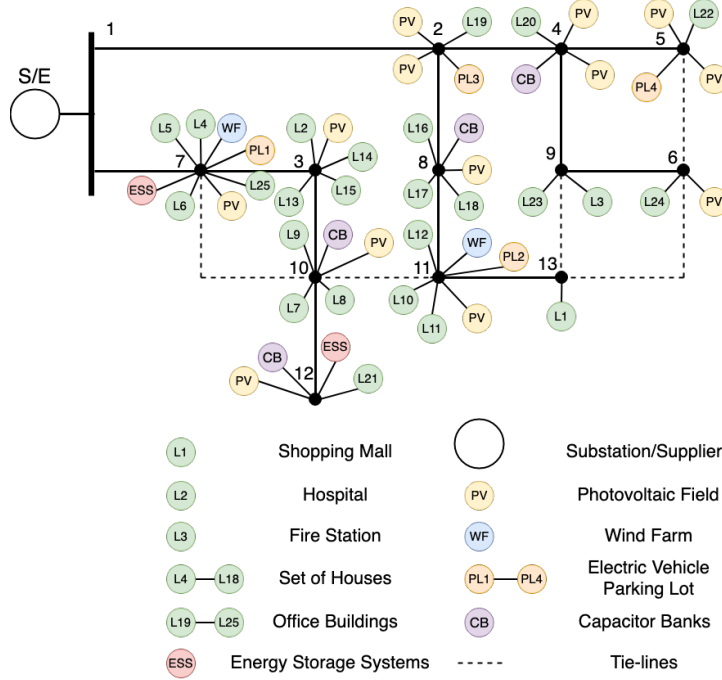 1
S/E
PV
L19
2
PV
PL3
L20
PV
4
CB
PV
PV
L22
5
PL4
PV
L5
L4
WF
PL1
7
ESS
L6
PV
L25
L2
PV
L14
3
L13
L15
L16
CB
8
PV
L17
L18
9
L23
L3
6
L24
PV
L9
CB
PV
10
L7
L8
L12
WF
PL2
11
L10
L11
PV
13
L1
CB
ESS
12
PV
L21
L1 Shopping Mall Substation/Supplier
L2 Hospital PV Photovoltaic Field
L3 Fire Station WF Wind Farm
L4 L18 Set of Houses PL1 PL4 Electric Vehicle
Parking Lot
L19 L25 Office Buildings CB Capacitor Banks
ESS Energy Storage Systems Tie-lines